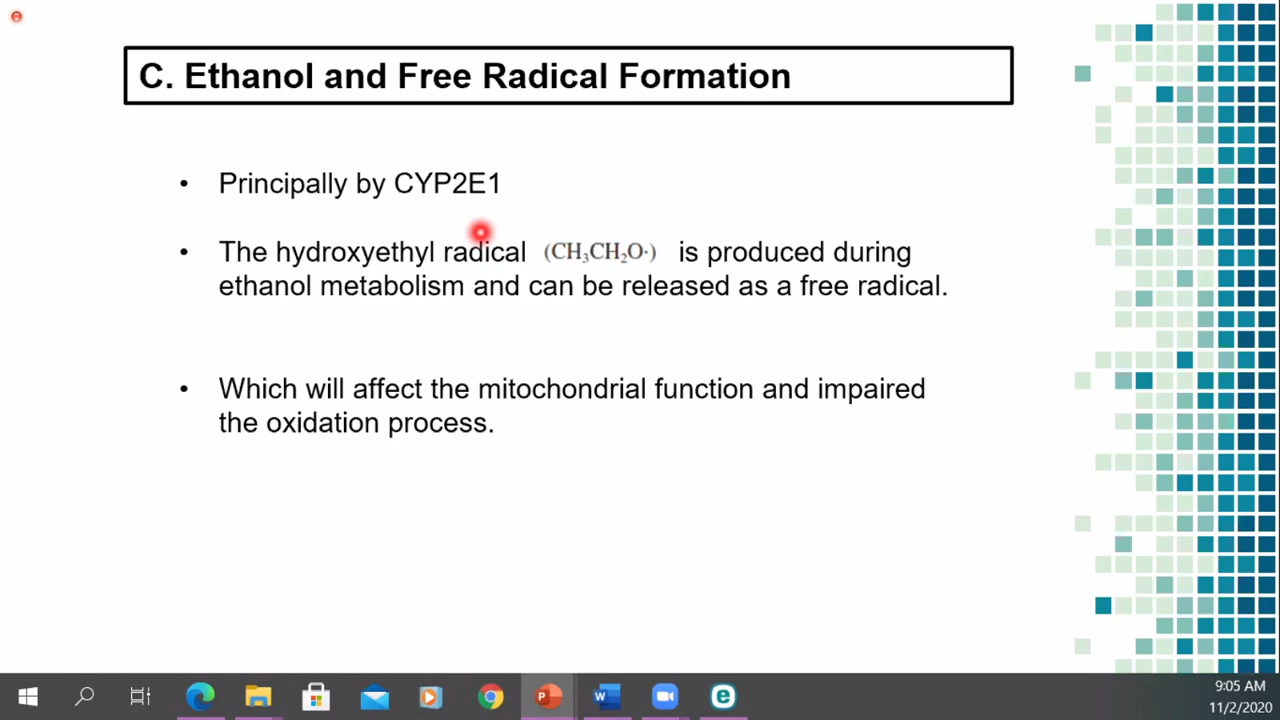 C. Ethanol and Free Radical Formation
• Principally by CYP2E1
• The hydroxyethyl radical (CH₃CH₂O·) is produced during
ethanol metabolism and can be released as a free radical.
• Which will affect the mitochondrial function and impaired
the oxidation process.
9:05 AM
11/2/2020